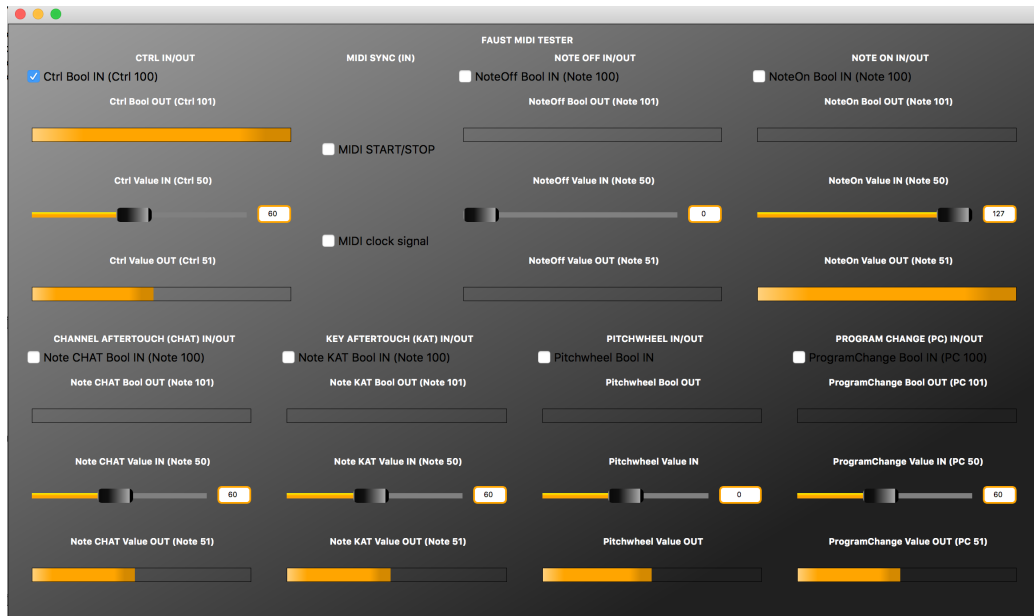 FAUST MIDI TESTER
CTRL IN/OUT
Ctrl Bool IN (Ctrl 100)
Ctrl Bool OUT (Ctrl 101)
Ctrl Value IN (Ctrl 50)
60
Ctrl Value OUT (Ctrl 51)
MIDI SYNC (IN)
MIDI START/STOP
MIDI clock signal
NOTE OFF IN/OUT
NoteOff Bool IN (Note 100)
NoteOff Bool OUT (Note 101)
NoteOff Value IN (Note 50)
0
NoteOff Value OUT (Note 51)
NOTE ON IN/OUT
NoteOn Bool IN (Note 100)
NoteOn Bool OUT (Note 101)
NoteOn Value IN (Note 50)
127
NoteOn Value OUT (Note 51)
CHANNEL AFTERTOUCH (CHAT) IN/OUT
Note CHAT Bool IN (Note 100)
Note CHAT Bool OUT (Note 101)
Note CHAT Value IN (Note 50)
60
Note CHAT Value OUT (Note 51)
KEY AFTERTOUCH (KAT) IN/OUT
Note KAT Bool IN (Note 100)
Note KAT Bool OUT (Note 101)
Note KAT Value IN (Note 50)
60
Note KAT Value OUT (Note 51)
PITCHWHEEL IN/OUT
Pitchwheel Bool IN
Pitchwheel Bool OUT
Pitchwheel Value IN
0
Pitchwheel Value OUT
PROGRAM CHANGE (PC) IN/OUT
ProgramChange Bool IN (PC 100)
ProgramChange Bool OUT (PC 101)
ProgramChange Value IN (PC 50)
60
ProgramChange Value OUT (PC 51)